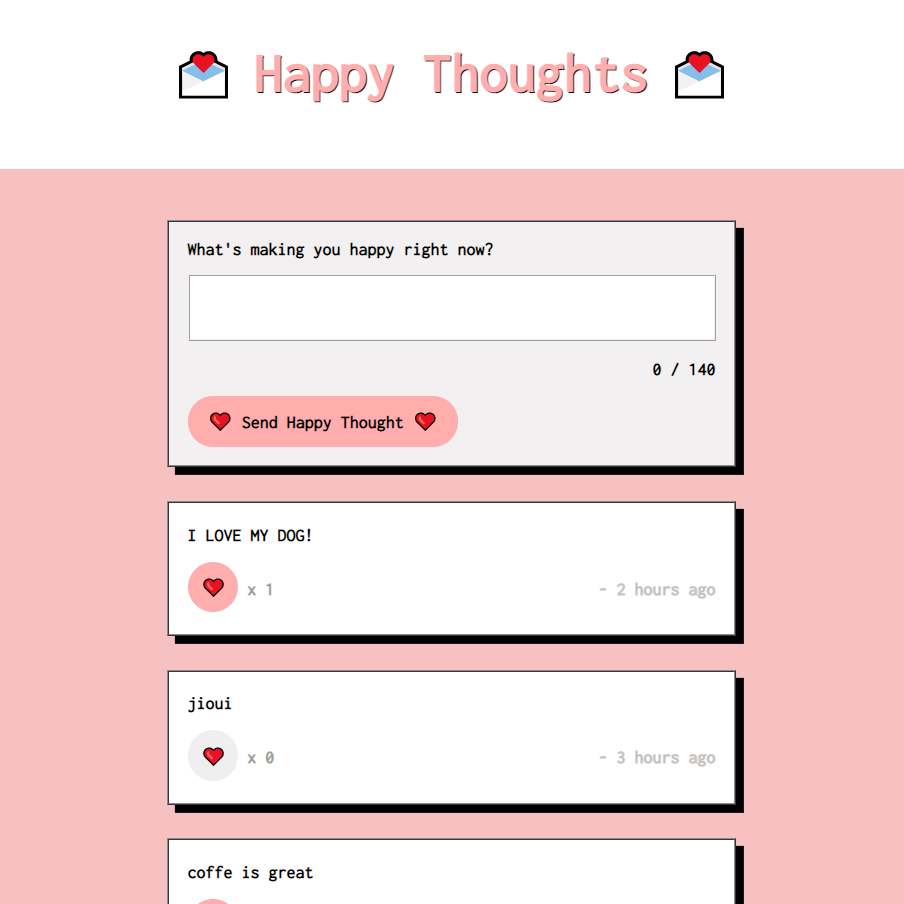 Happy Thoughts
What's making you happy right now?
0 / 140
Send Happy Thought
I LOVE MY DOG!
x 1 - 2 hours ago
jioui
x 0 - 3 hours ago
coffe is great